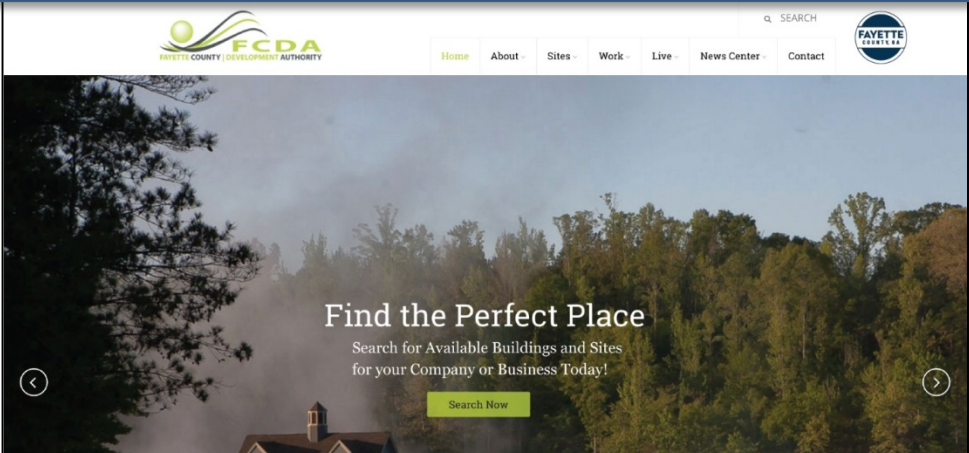 SEARCH
FCDA
FAYETTE COUNTY | DEVELOPMENT AUTHORITY
FAYETTE
COUNTY, GA
Home About Sites Work Live News Center Contact
Find the Perfect Place
Search for Available Buildings and Sites
for your Company or Business Today!
Search Now